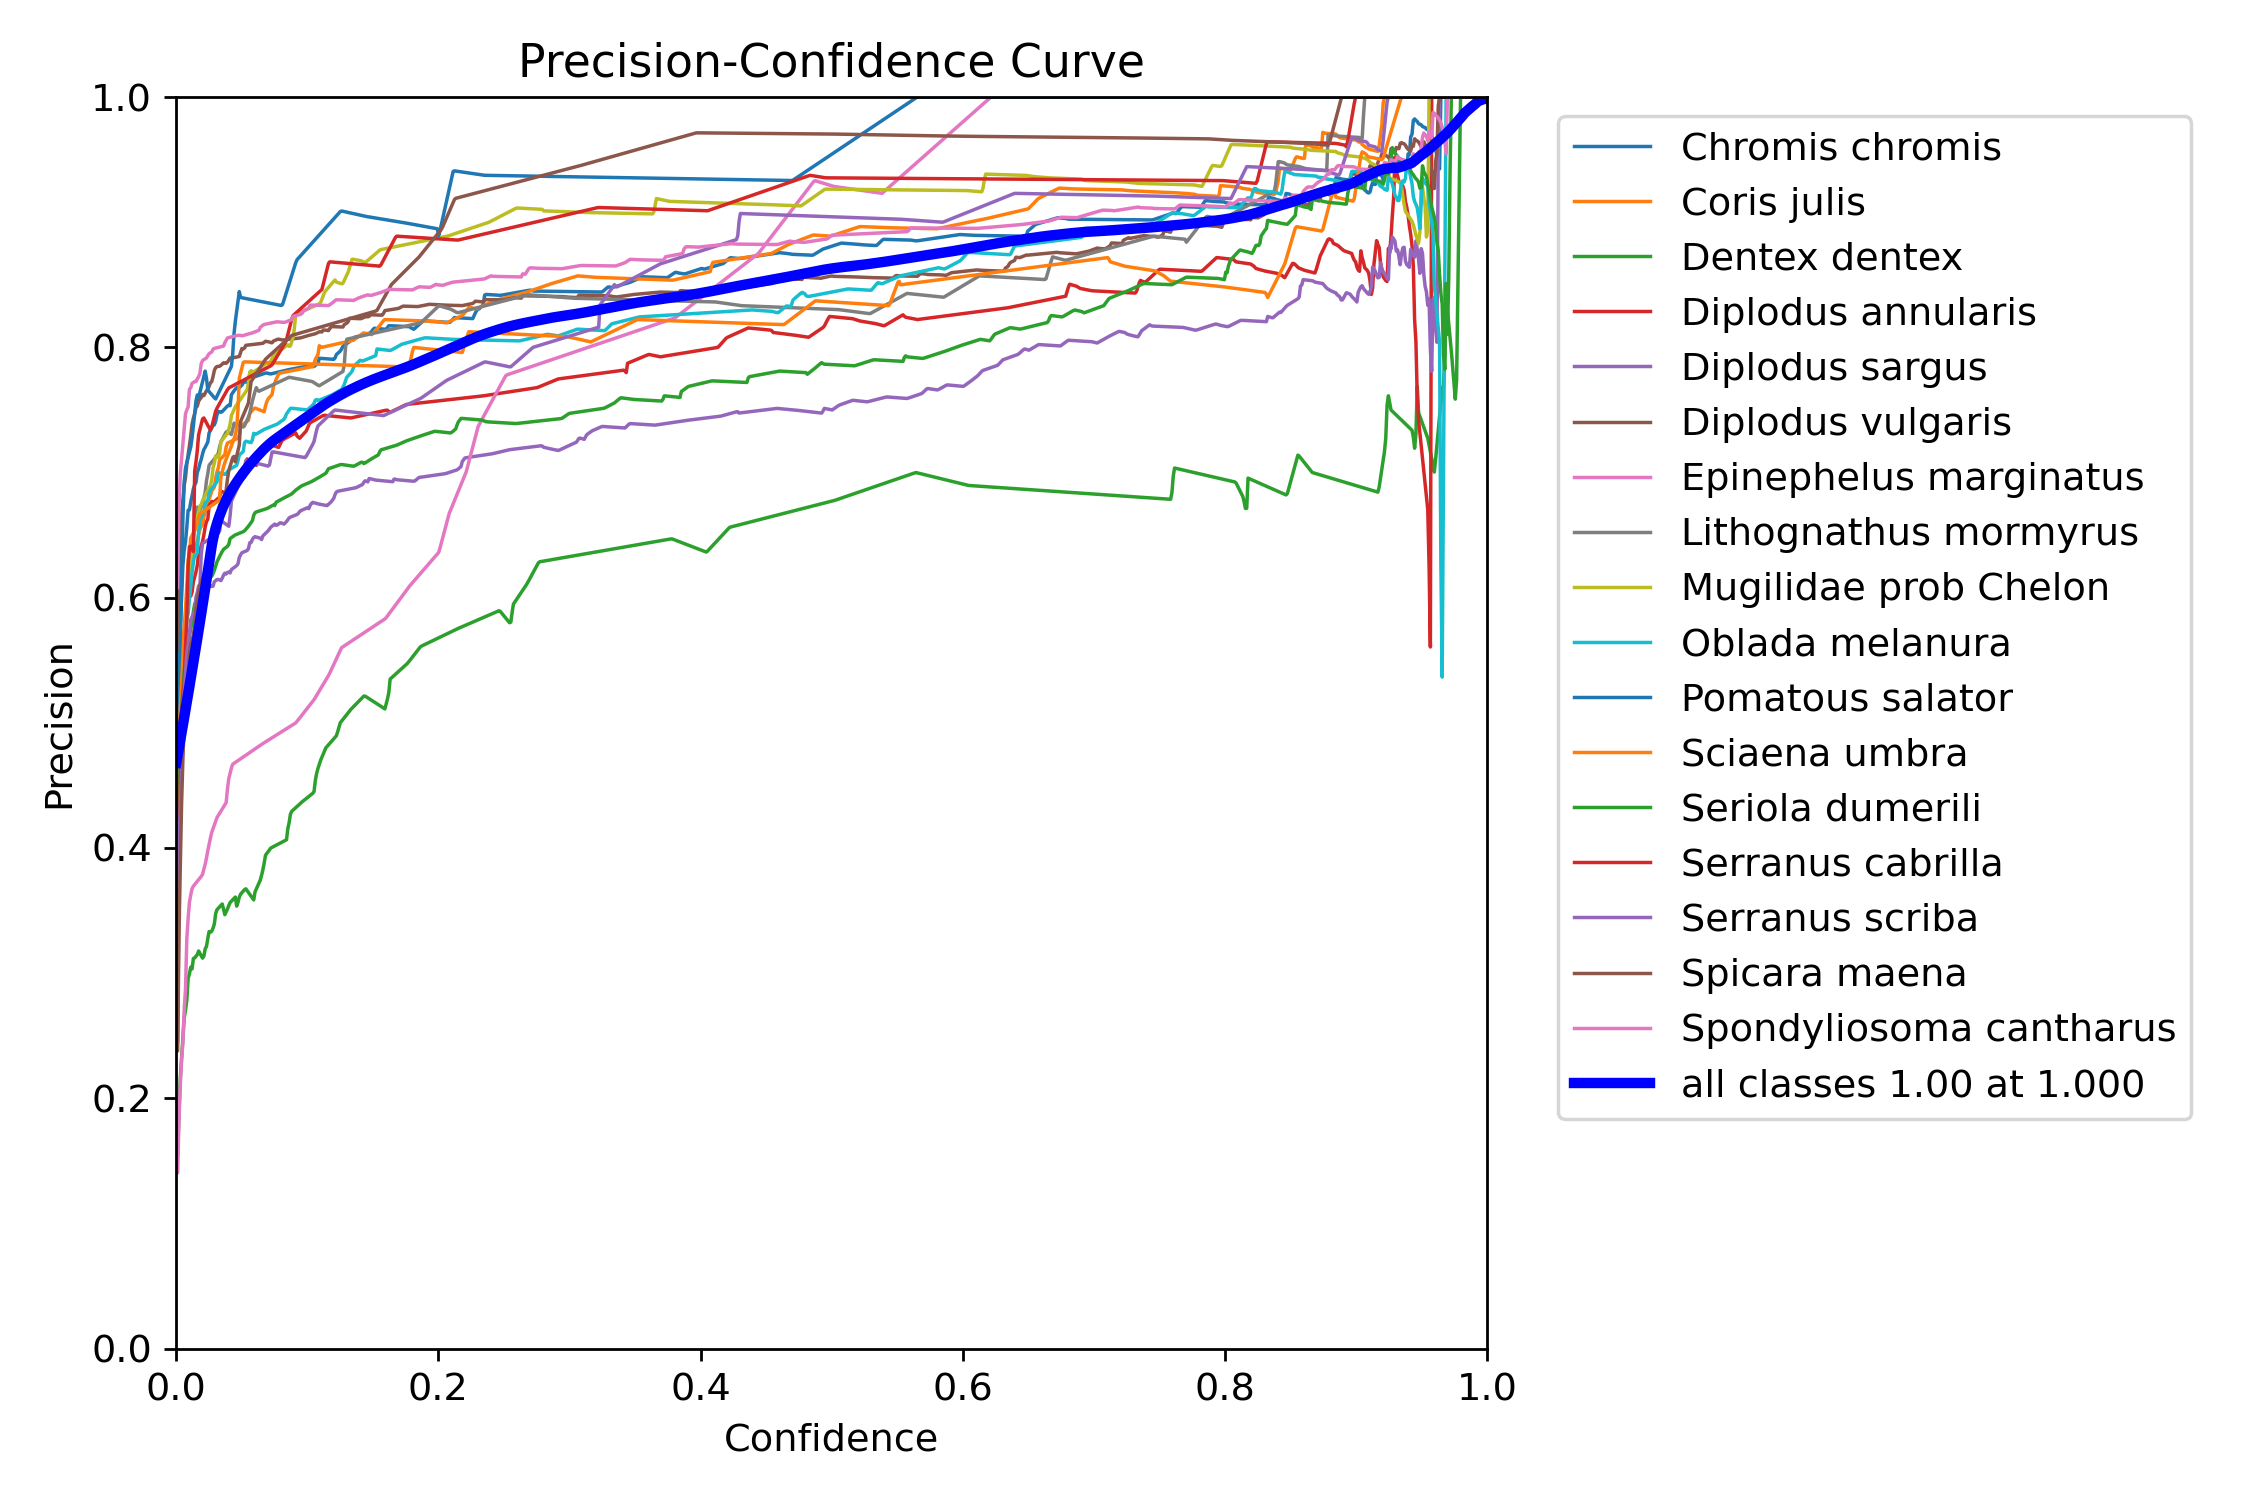 Precision-Confidence Curve
1.0
0.8
0.6
0.4
0.2
0.0
Precision
0.0 0.2 0.4 0.6 0.8 1.0
Confidence
Chromis chromis
Coris julis
Dentex dentex
Diplodus annularis
Diplodus sargus
Diplodus vulgaris
Epinephelus marginatus
Lithognathus mormyrus
Mugilidae prob Chelon
Oblada melanura
Pomatous salator
Sciaena umbra
Seriola dumerili
Serranus cabrilla
Serranus scriba
Spicara maena
Spondyliosoma cantharus
all classes 1.00 at 1.000